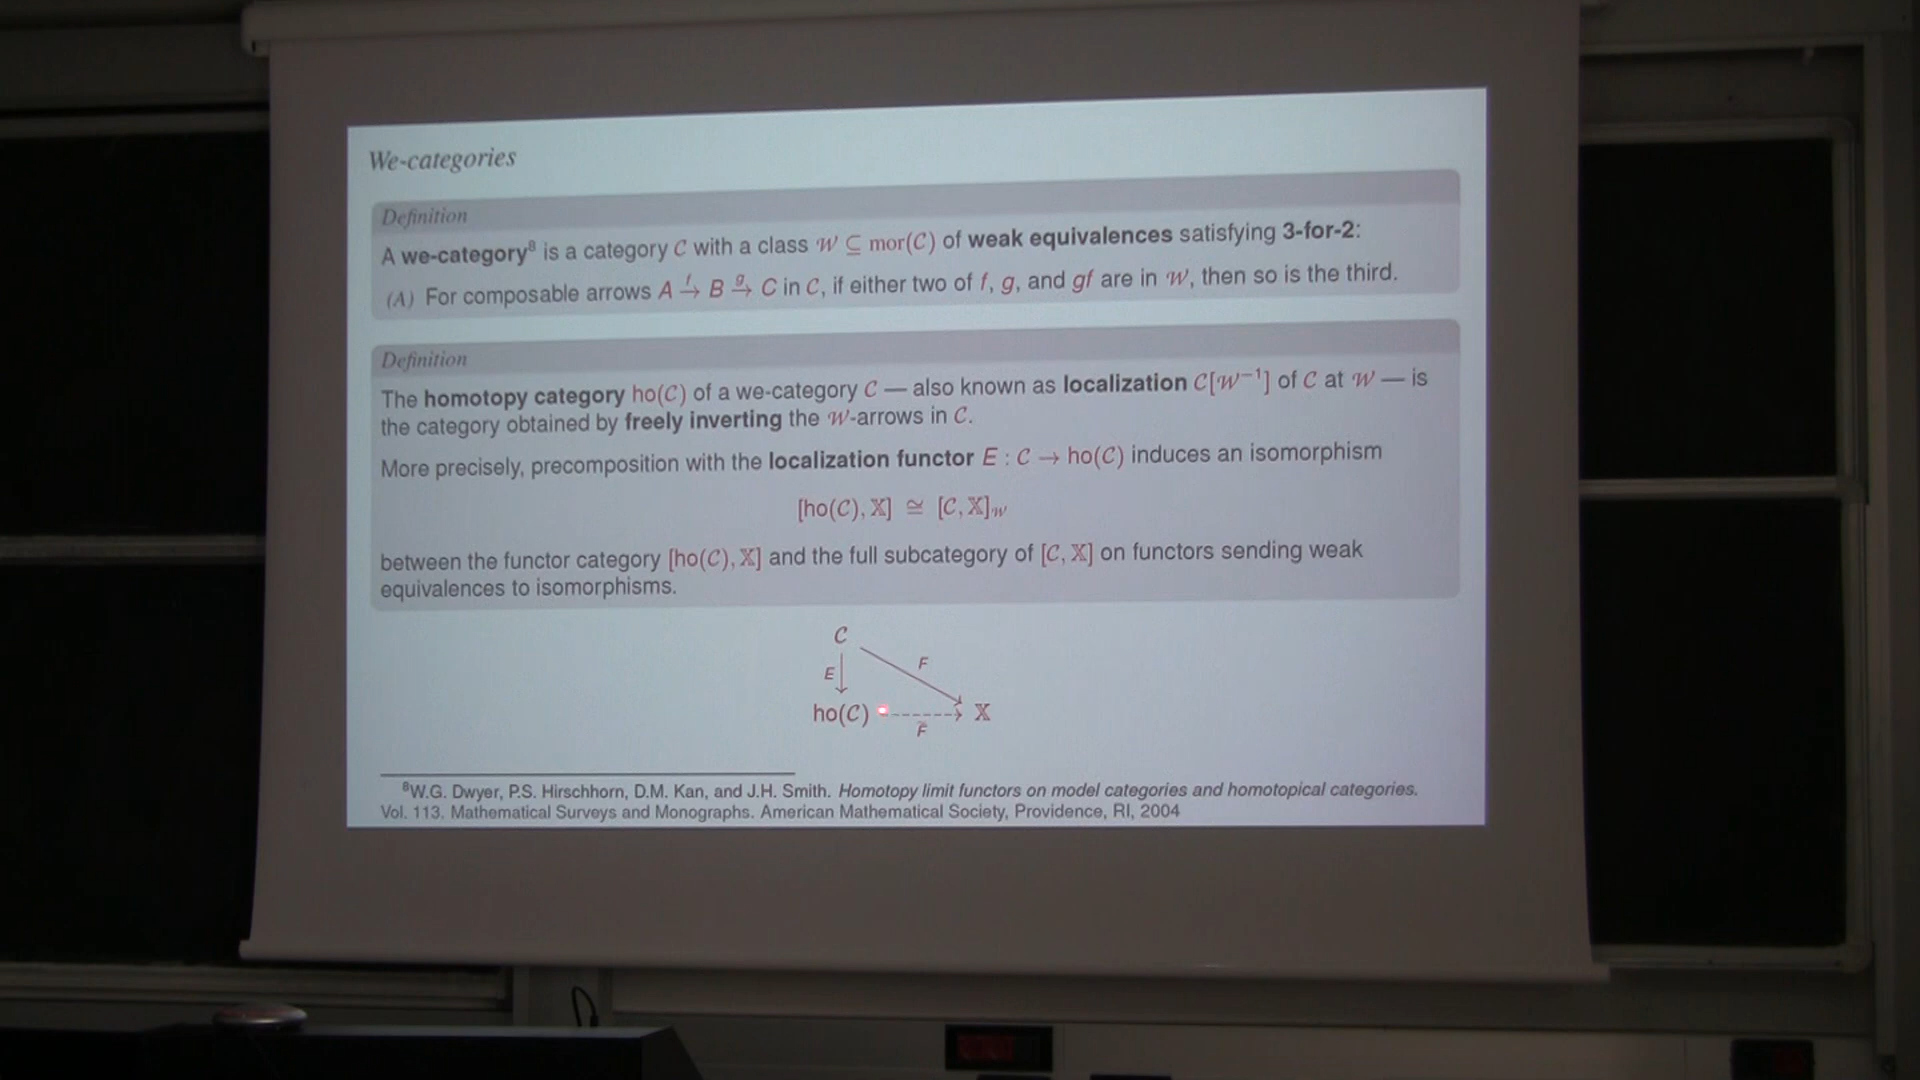 We-categories
Definition
A we-category⁸ is a category 𝒞 with a class 𝒲 ⊆ mor(𝒞) of weak equivalences satisfying 3-for-2:
(A) For composable arrows A →f B →g C in 𝒞, if either two of f, g, and gf are in 𝒲, then so is the third.
Definition
The homotopy category ho(𝒞) of a we-category 𝒞 — also known as localization 𝒞[𝒲⁻¹] of 𝒞 at 𝒲 — is
the category obtained by freely inverting the 𝒲-arrows in 𝒞.
More precisely, precomposition with the localization functor E : 𝒞 → ho(𝒞) induces an isomorphism
[ho(𝒞), 𝕏] ≅ [𝒞, 𝕏]𝒲
between the functor category [ho(𝒞), 𝕏] and the full subcategory of [𝒞, 𝕏] on functors sending weak
equivalences to isomorphisms.
𝒞
E F
ho(𝒞) 𝕏
F̃
⁸W.G. Dwyer, P.S. Hirschhorn, D.M. Kan, and J.H. Smith. Homotopy limit functors on model categories and homotopical categories.
Vol. 113. Mathematical Surveys and Monographs. American Mathematical Society, Providence, RI, 2004